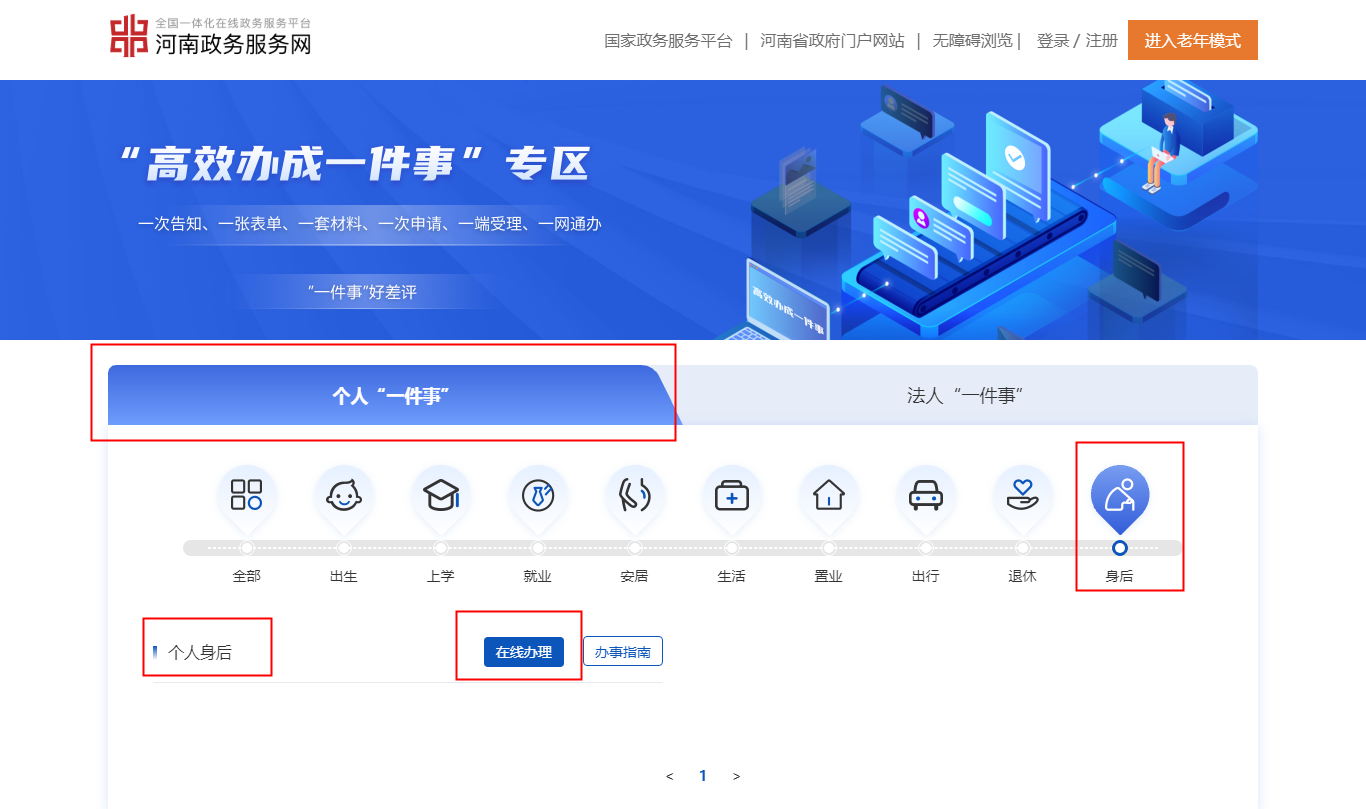 全国一体化在线政务服务平台
河南政务服务网
国家政务服务平台 | 河南省政府门户网站 | 无障碍浏览 | 登录 / 注册 进入老年模式
“高效办成一件事”专区
一次告知、一张表单、一套材料、一次申请、一端受理、一网通办
“一件事”好差评
高效办成一件事
个人“一件事” 法人“一件事”
全部 出生 上学 就业 安居 生活 置业 出行 退休 身后
个人身后 在线办理 办事指南
< 1 >